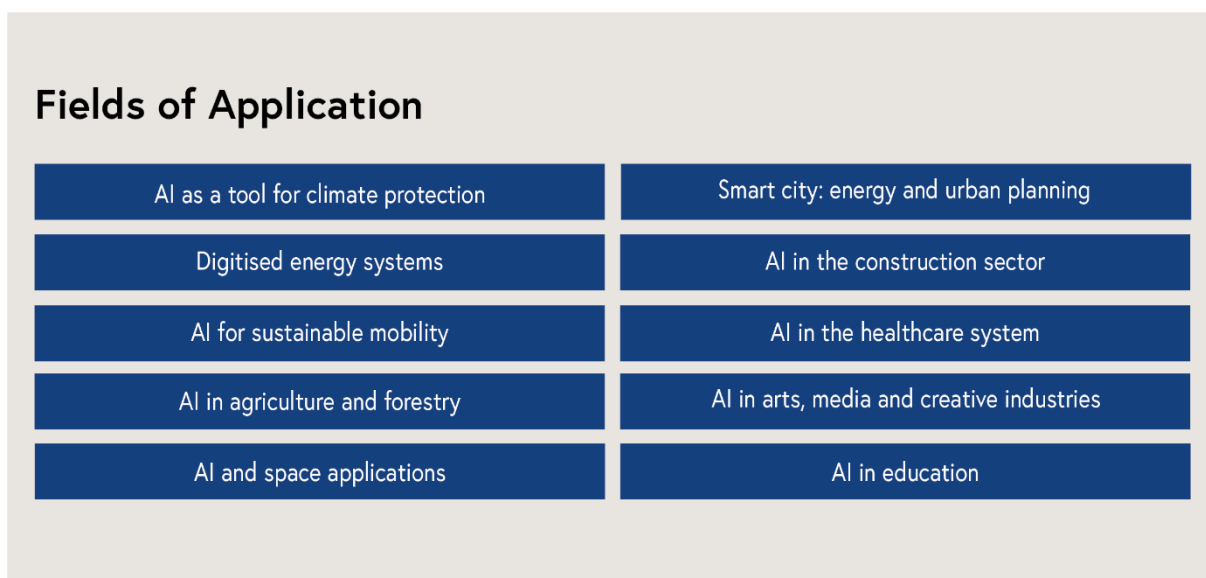 Fields of Application
AI as a tool for climate protection
Smart city: energy and urban planning
Digitised energy systems
AI in the construction sector
AI for sustainable mobility
AI in the healthcare system
AI in agriculture and forestry
AI in arts, media and creative industries
AI and space applications
AI in education